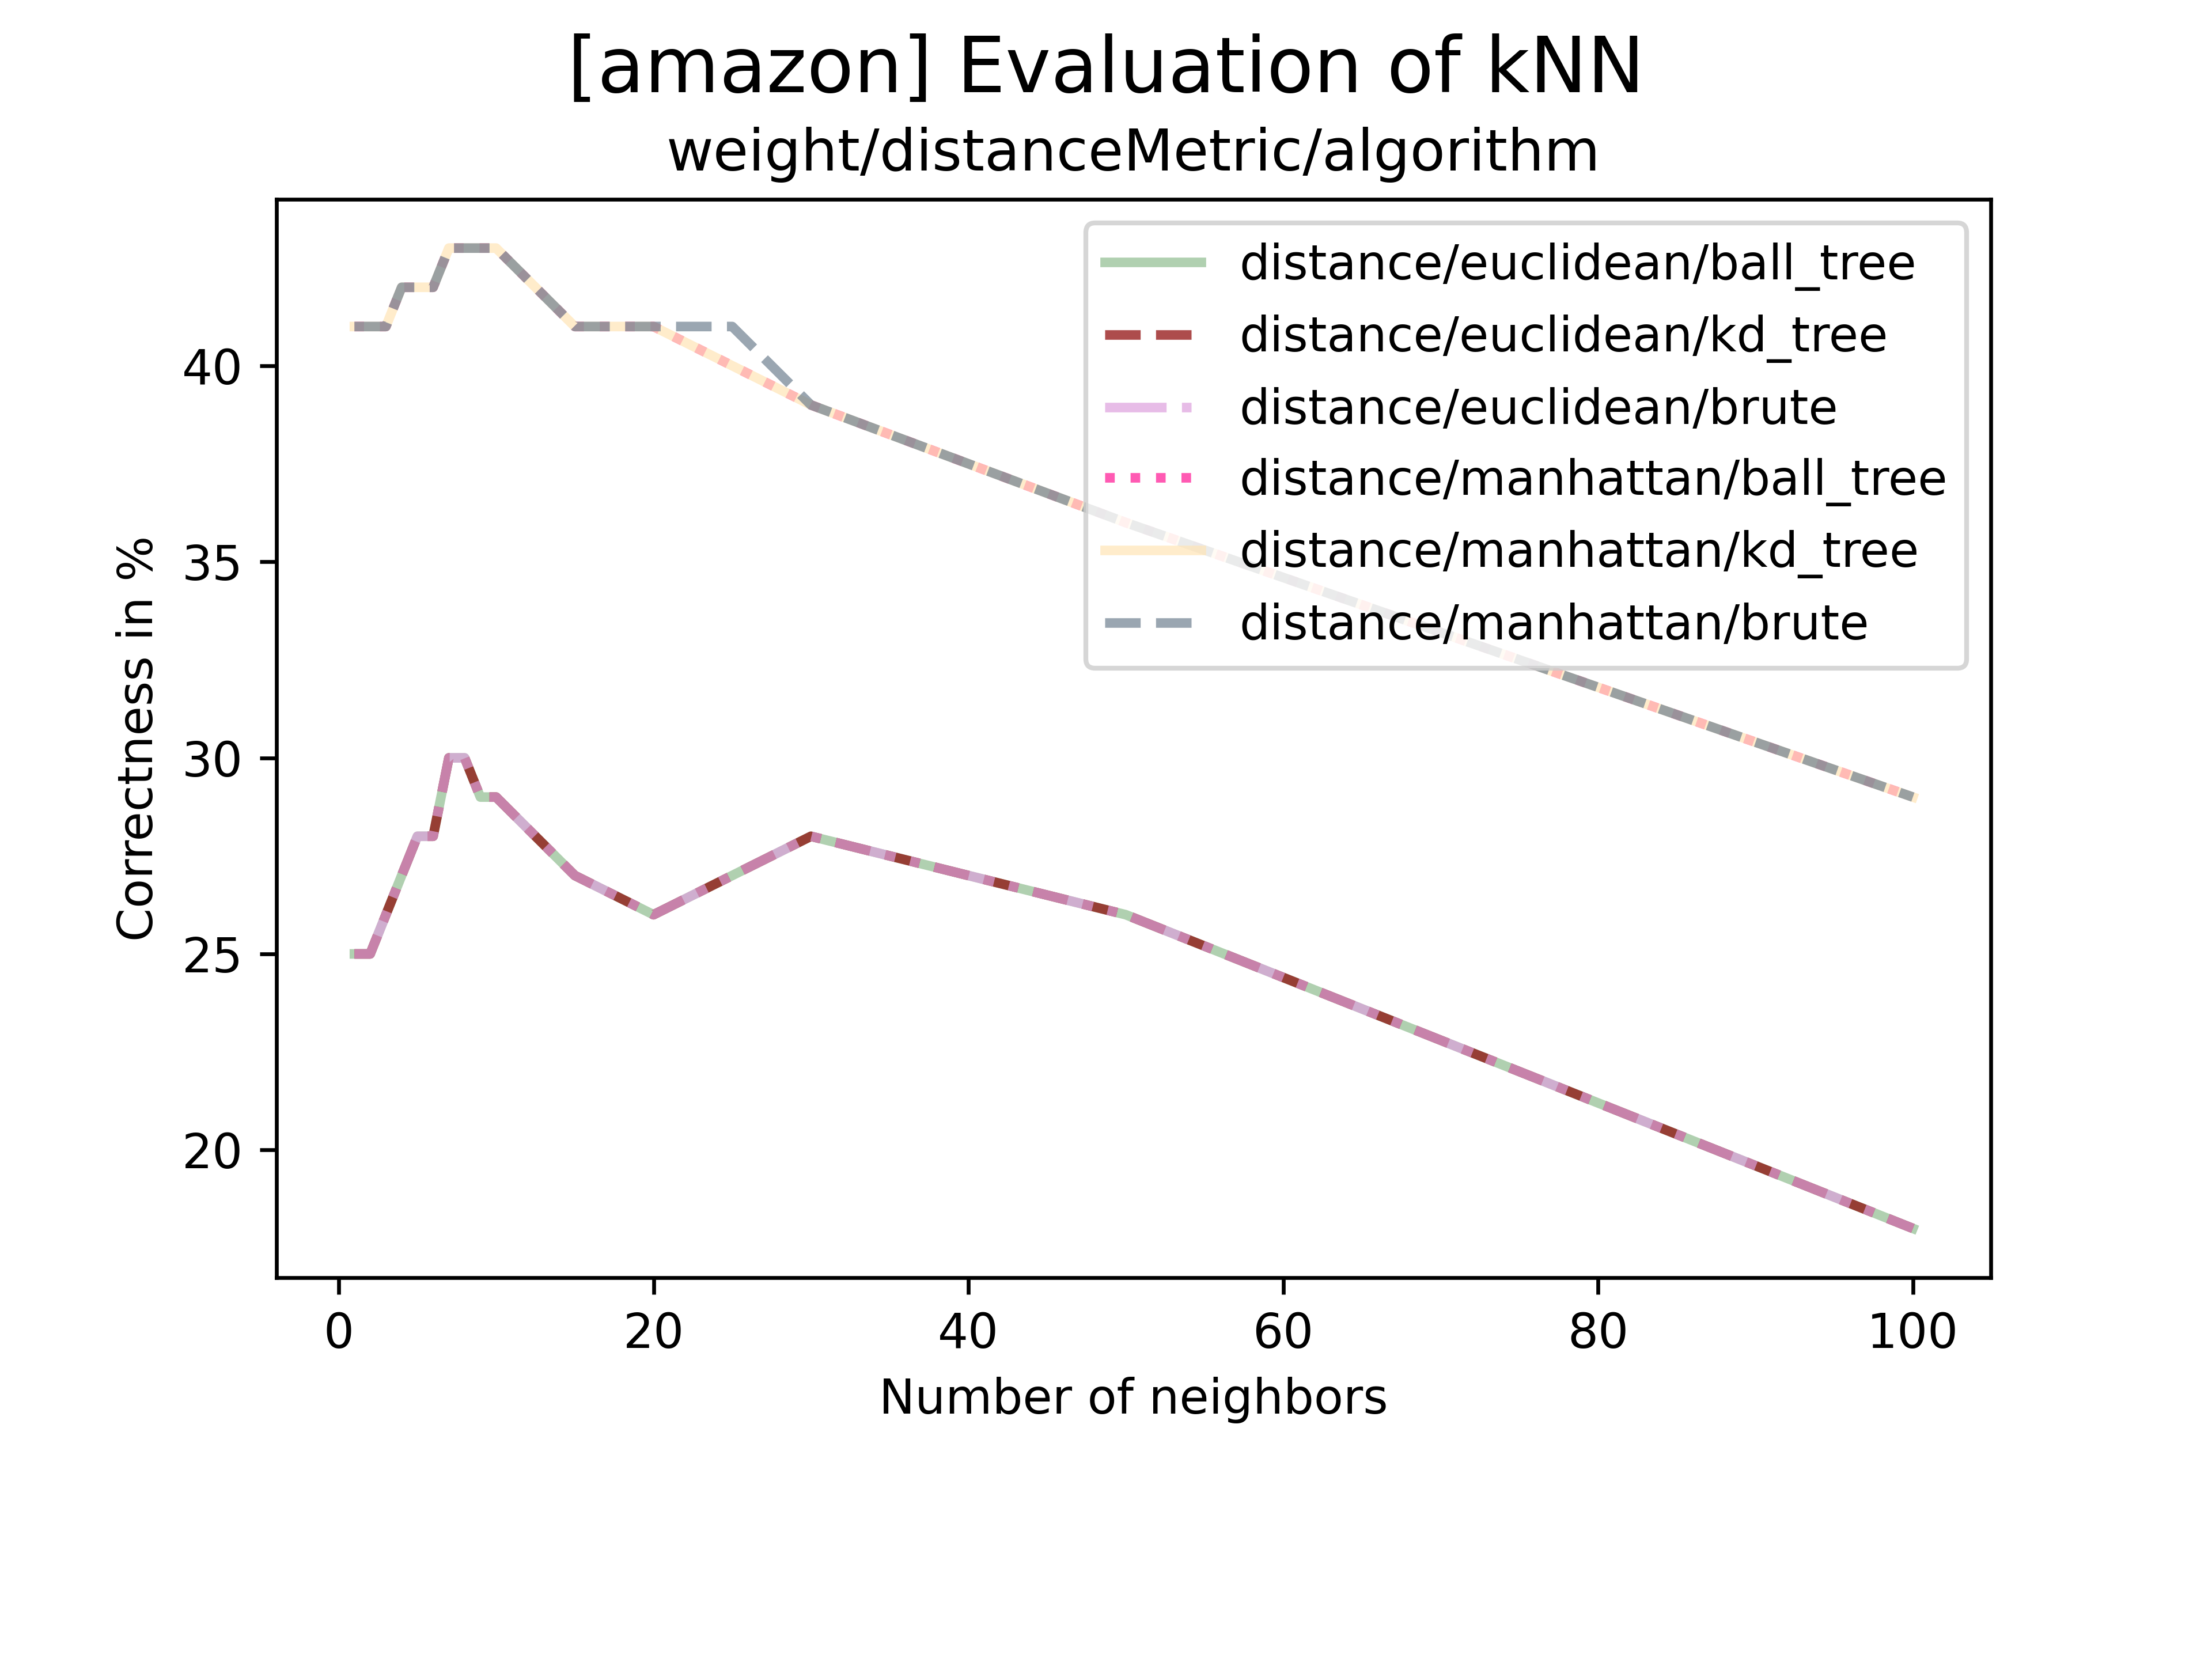 [amazon] Evaluation of kNN
weight/distanceMetric/algorithm
distance/euclidean/ball_tree
distance/euclidean/kd_tree
distance/euclidean/brute
distance/manhattan/ball_tree
distance/manhattan/kd_tree
distance/manhattan/brute
Correctness in %
40
35
30
25
20
0 20 40 60 80 100
Number of neighbors